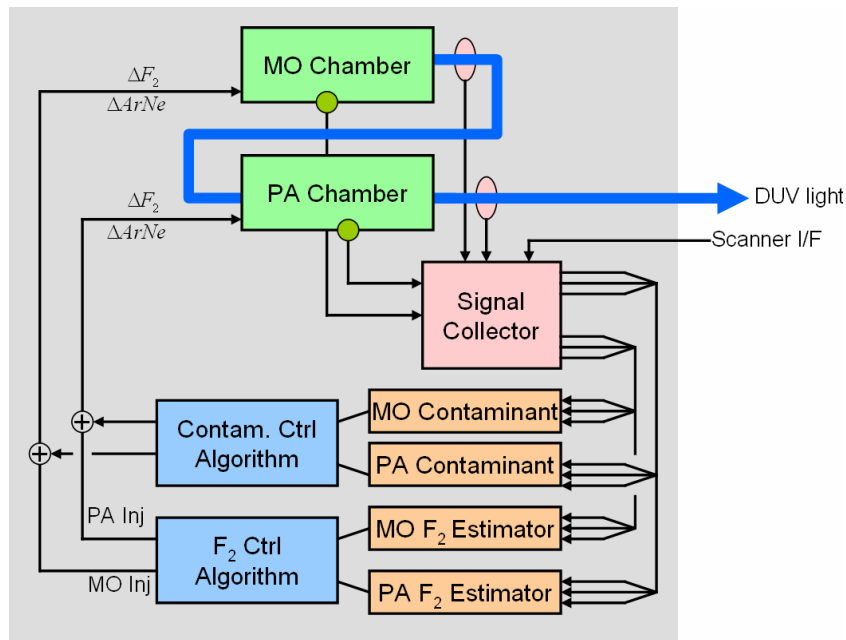 MO Chamber
ΔF₂
ΔArNe
PA Chamber
ΔF₂
ΔArNe
DUV light
Scanner I/F
Signal
Collector
MO Contaminant
Contam. Ctrl
Algorithm
PA Contaminant
PA Inj
MO F₂ Estimator
F₂ Ctrl
Algorithm
MO Inj
PA F₂ Estimator